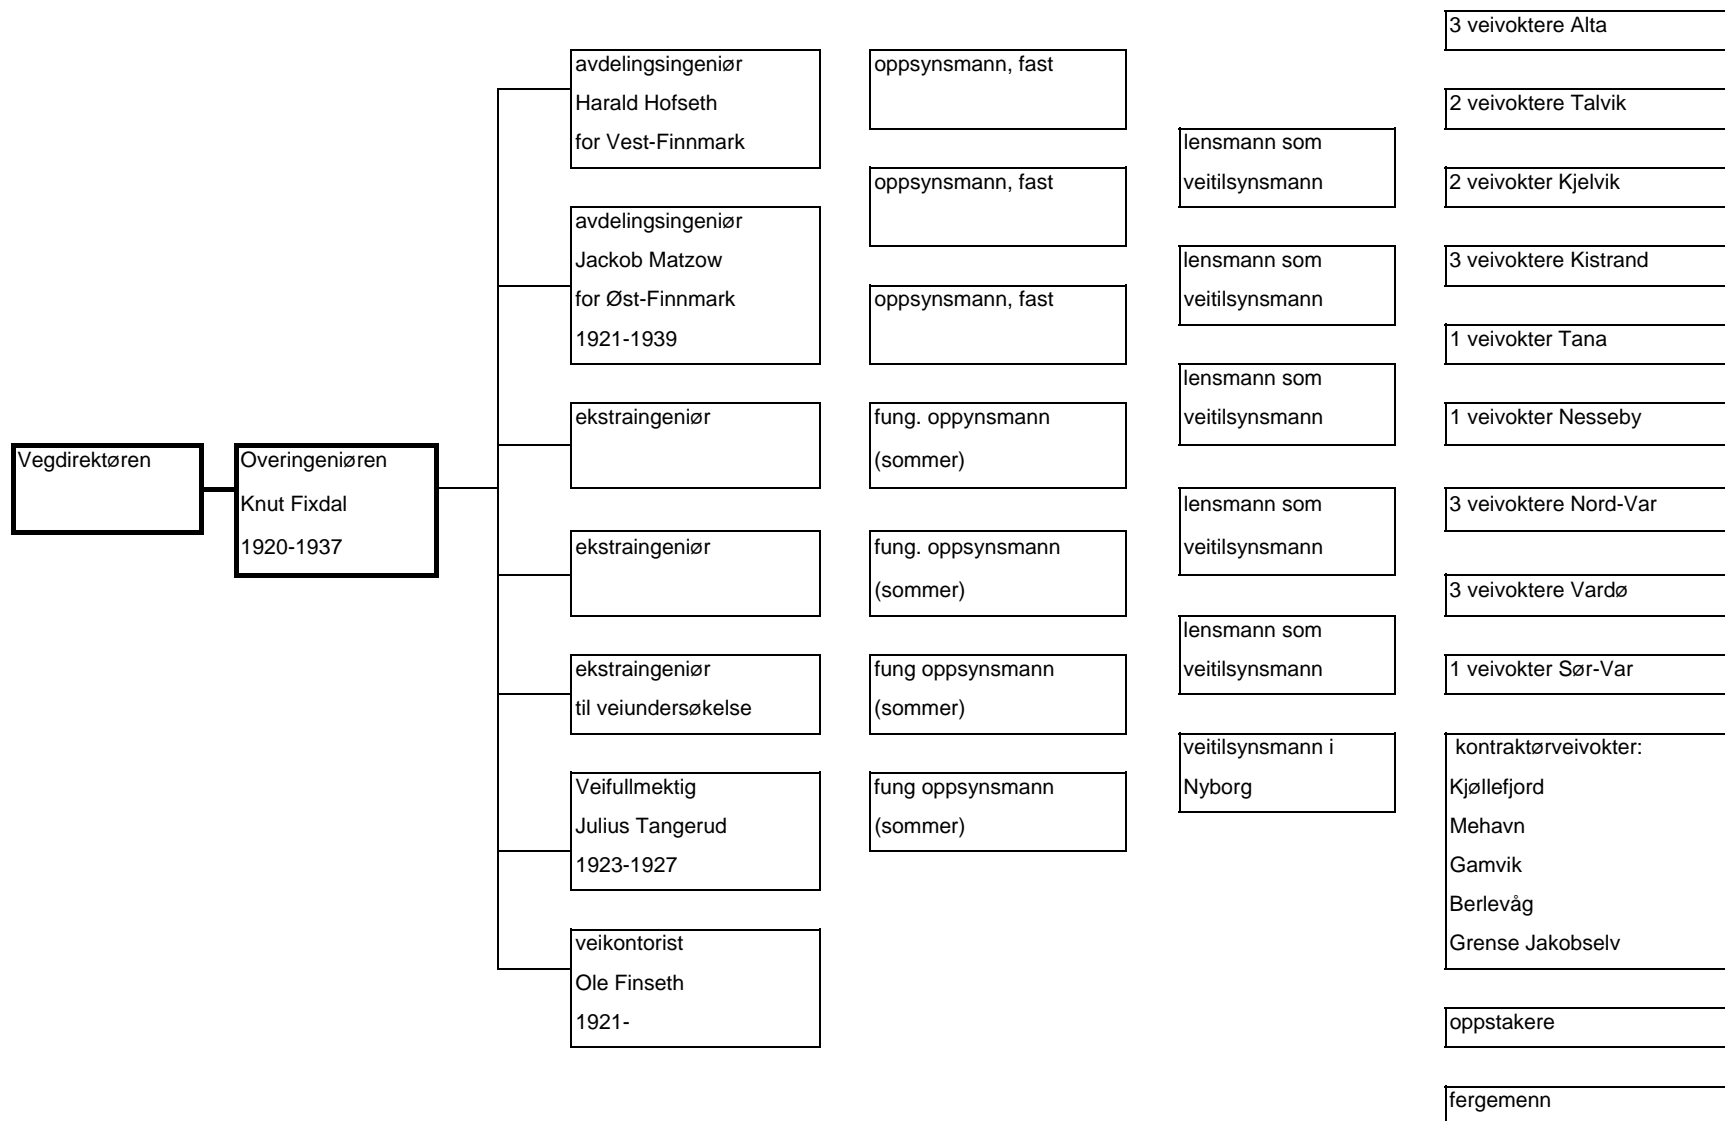 Vegdirektøren
Overingeniøren
Knut Fixdal
1920-1937
avdelingsingeniør
Harald Hofseth
for Vest-Finnmark
avdelingsingeniør
Jackob Matzow
for Øst-Finnmark
1921-1939
ekstraingeniør
ekstraingeniør
ekstraingeniør
til veiundersøkelse
Veifullmektig
Julius Tangerud
1923-1927
veikontorist
Ole Finseth
1921-
oppsynsmann, fast
oppsynsmann, fast
oppsynsmann, fast
fung. oppynsmann
(sommer)
fung. oppsynsmann
(sommer)
fung oppsynsmann
(sommer)
fung oppsynsmann
(sommer)
lensmann som
veitilsynsmann
lensmann som
veitilsynsmann
lensmann som
veitilsynsmann
lensmann som
veitilsynsmann
lensmann som
veitilsynsmann
veitilsynsmann i
Nyborg
3 veivoktere Alta
2 veivoktere Talvik
2 veivokter Kjelvik
3 veivoktere Kistrand
1 veivokter Tana
1 veivokter Nesseby
3 veivoktere Nord-Var
3 veivoktere Vardø
1 veivokter Sør-Var
kontraktørveivokter:
Kjøllefjord
Mehavn
Gamvik
Berlevåg
Grense Jakobselv
oppstakere
fergemenn